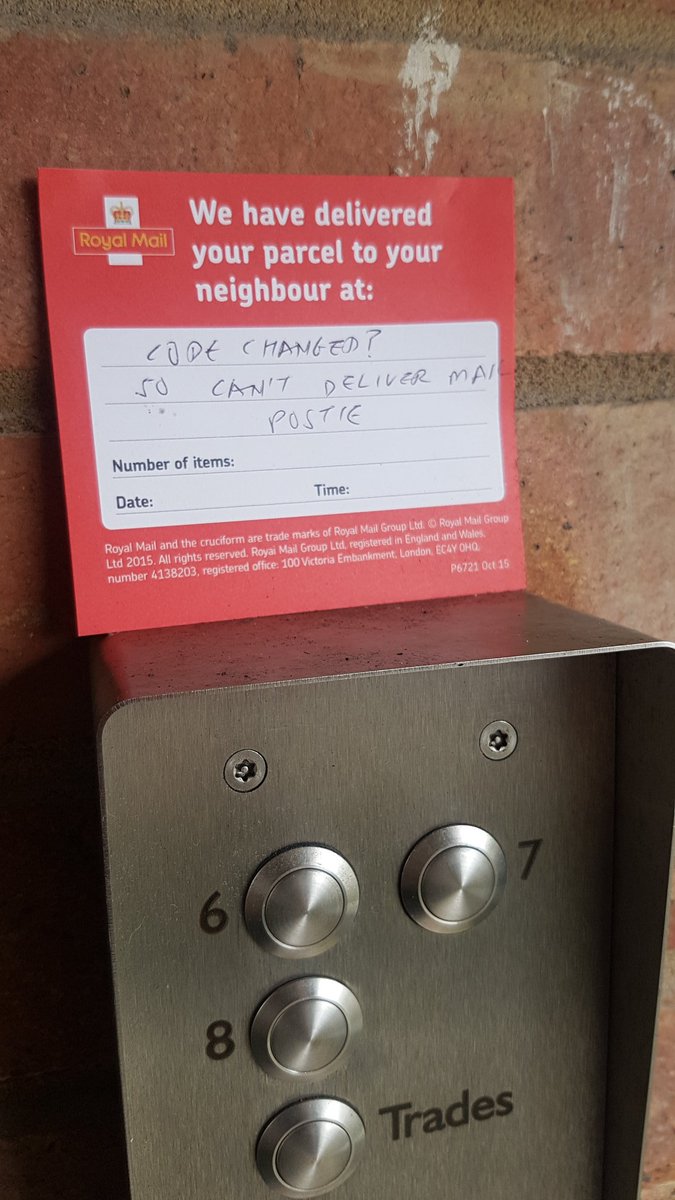 Royal Mail
We have delivered
your parcel to your
neighbour at:
CODE CHANGED?
SO CAN'T DELIVER MAIL
POSTIE
Number of items:
Date: Time:
Royal Mail and the cruciform are trade marks of Royal Mail Group Ltd. © Royal Mail Group
Ltd 2015. All rights reserved. Royal Mail Group Ltd, registered in England and Wales,
number 4138203, registered office: 100 Victoria Embankment, London, EC4Y 0HQ.
P6721 Oct 15
6 7
8
Trades